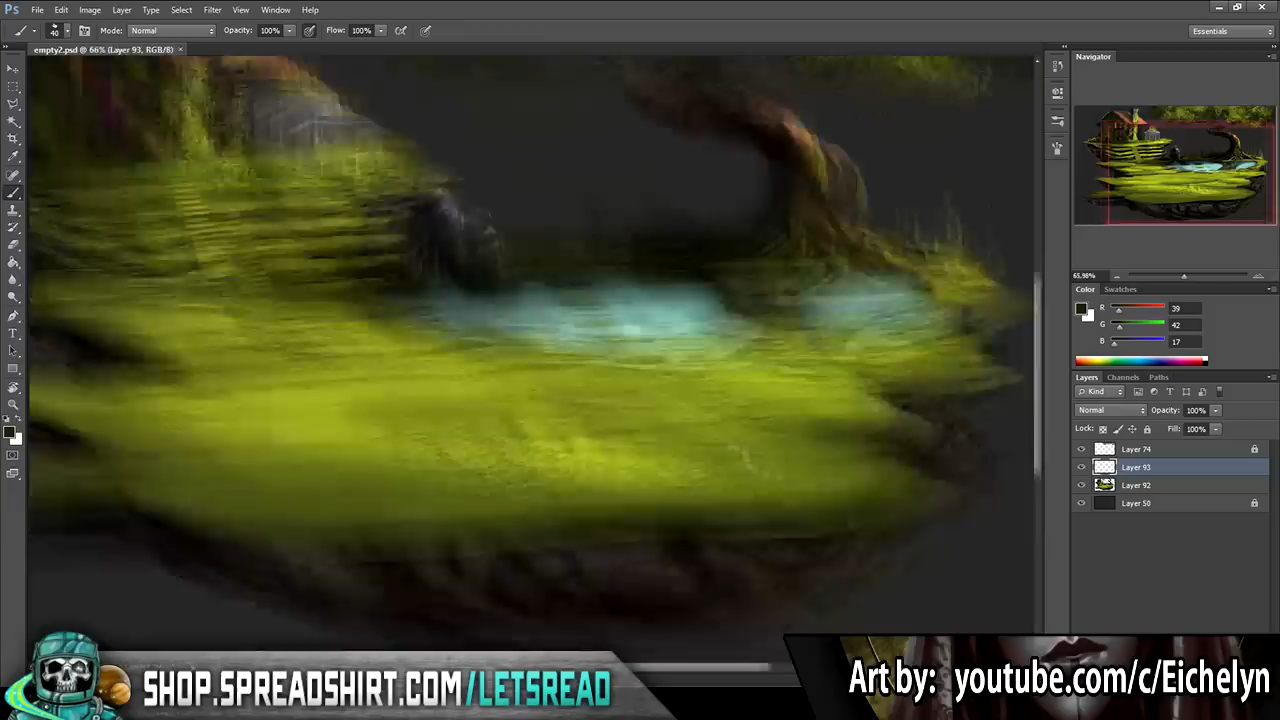 Ps File Edit Image Layer Type Select Filter View Window Help
40 Mode: Normal Opacity: 100% Flow: 100% Essentials
empty2.psd @ 66% (Layer 93, RGB/8) ×
Navigator
65,98%
Color Swatches
R 39
G 42
B 17
Layers Channels Paths
Kind
Normal Opacity: 100%
Lock: Fill: 100%
Layer 74
Layer 93
Layer 92
Layer 50
SHOP.SPREADSHIRT.COM/LETSREAD
Art by: youtube.com/c/Eichelyn